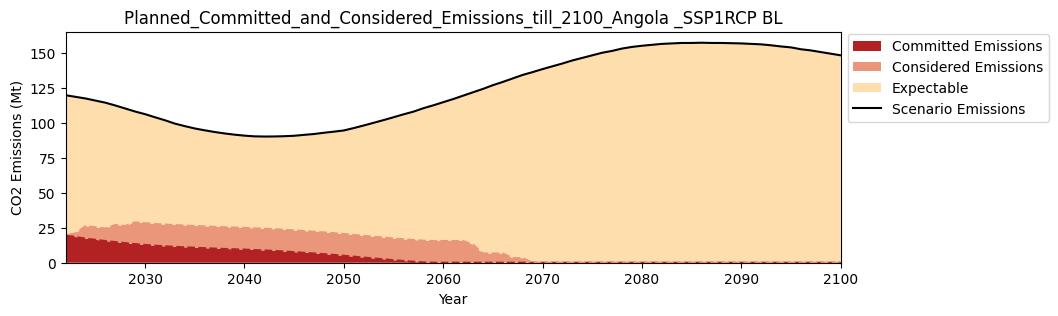 Planned_Committed_and_Considered_Emissions_till_2100_Angola _SSP1RCP BL
CO2 Emissions (Mt)
150
125
100
75
50
25
0
2030
2040
2050
2060
2070
2080
2090
2100
Year
Committed Emissions
Considered Emissions
Expectable
Scenario Emissions